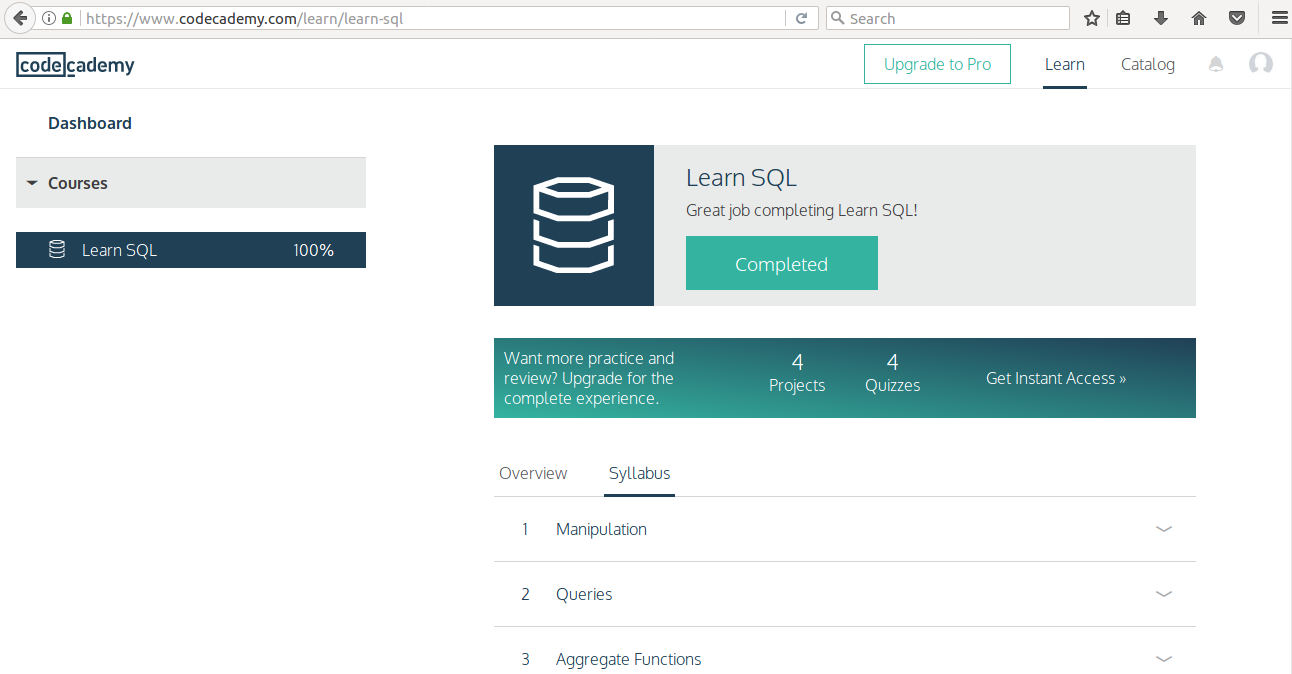 https://www.codecademy.com/learn/learn-sql
Search
codecademy
Upgrade to Pro
Learn
Catalog
Dashboard
Courses
Learn SQL 100%
Learn SQL
Great job completing Learn SQL!
Completed
Want more practice and
review? Upgrade for the
complete experience.
4
Projects
4
Quizzes
Get Instant Access »
Overview
Syllabus
1 Manipulation
2 Queries
3 Aggregate Functions